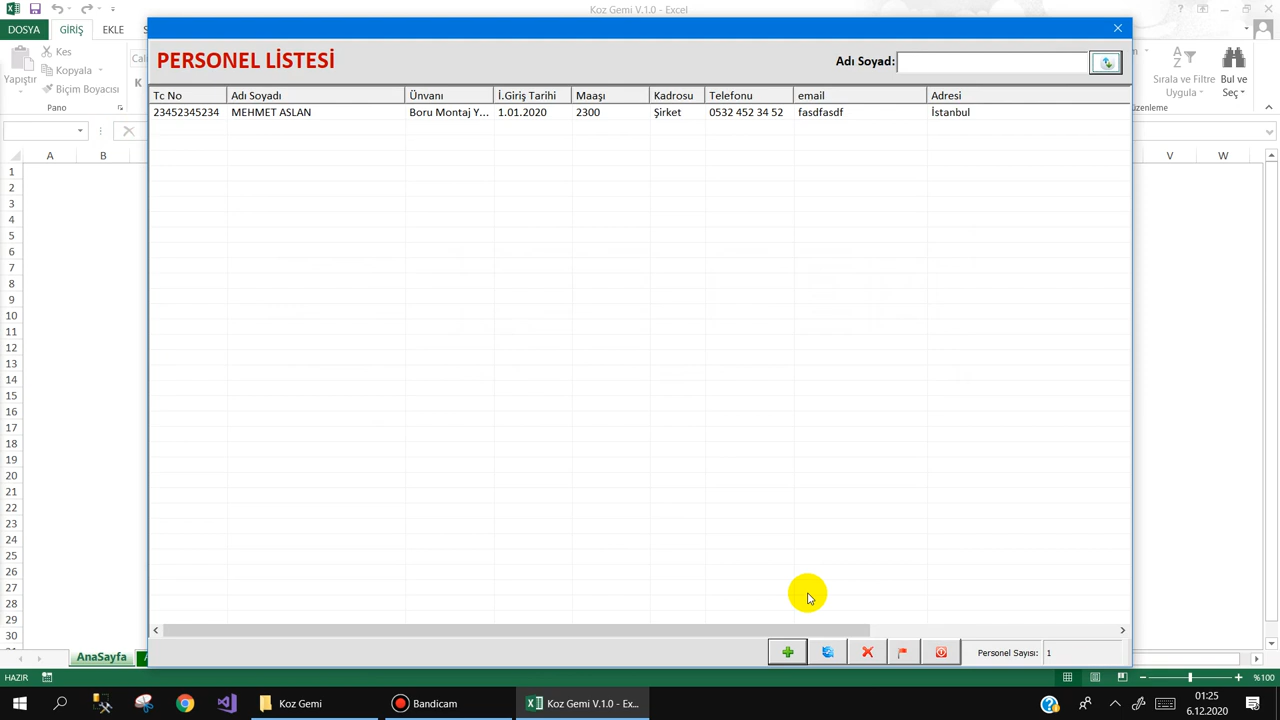 Koz Gemi V.1.0 - Excel
DOSYA
GİRİŞ
EKLE
Yapıştır
Kes
Kopyala
Biçim Boyacısı
Pano
Cali
K
Sırala ve Filtre
Uygula
Bul ve
Seç
üzenleme
PERSONEL LİSTESİ
Adı Soyad:
Tc No Adı Soyadı Ünvanı İ.Giriş Tarihi Maaşı Kadrosu Telefonu email Adresi
23452345234 MEHMET ASLAN Boru Montaj Y... 1.01.2020 2300 Şirket 0532 452 34 52 fasdfasdf İstanbul
A B V W
1
2
3
4
5
6
7
8
9
10
11
12
13
14
15
16
17
18
19
20
21
22
23
24
25
26
27
28
29
30
Personel Sayısı: 1
AnaSayfa
HAZIR
%100
Koz Gemi
Bandicam
Koz Gemi V.1.0 - Ex...
01:25
6.12.2020